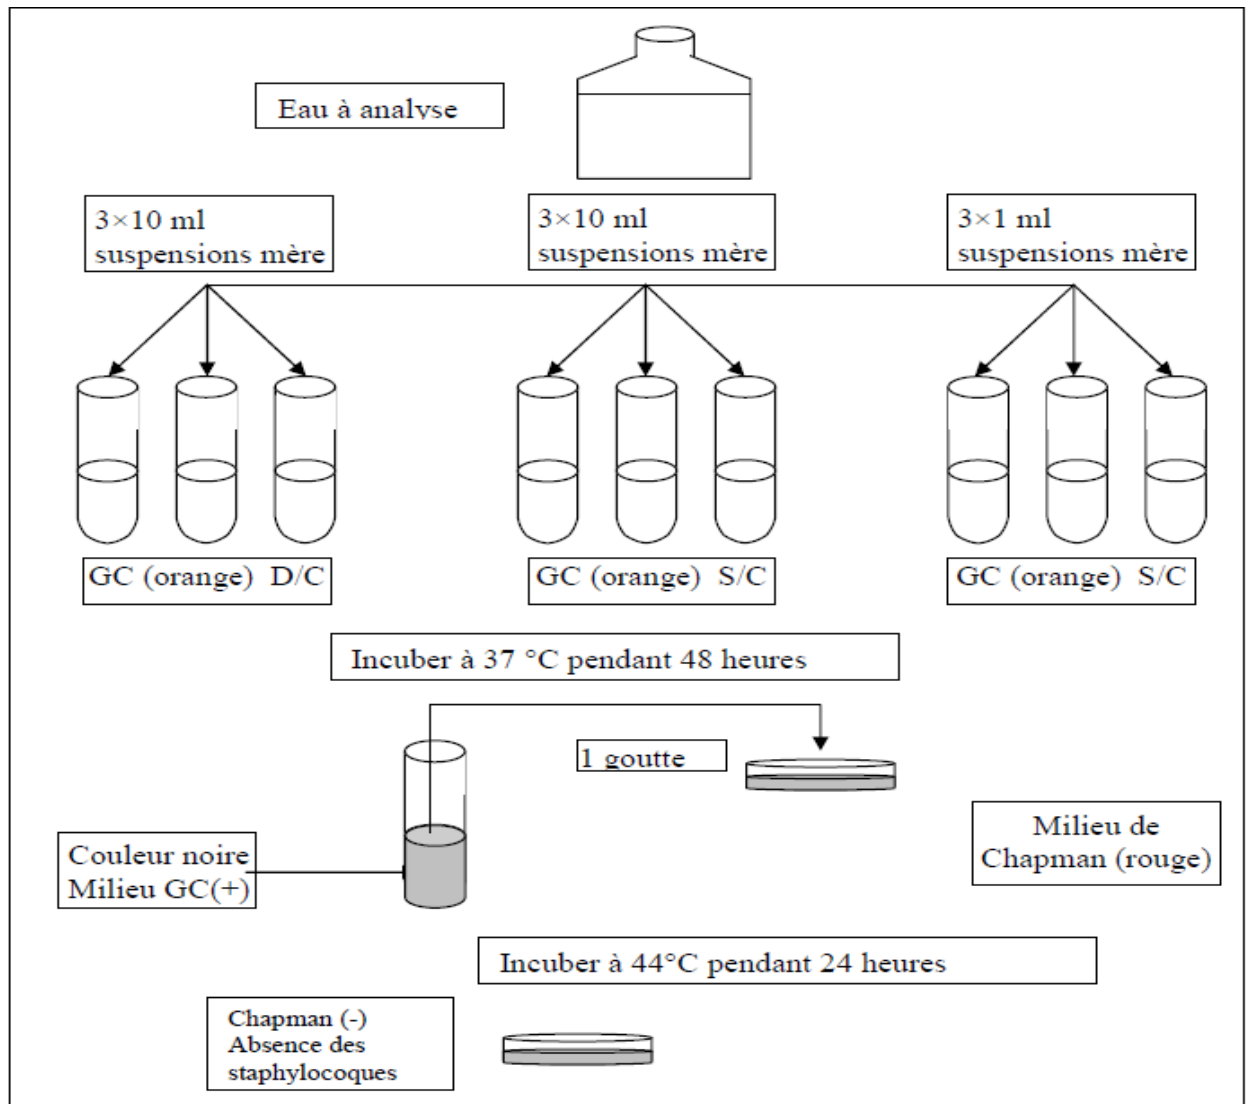 Eau à analyse
3×10 ml
suspensions mère
3×10 ml
suspensions mère
3×1 ml
suspensions mère
GC (orange) D/C
GC (orange) S/C
GC (orange) S/C
Incuber à 37 °C pendant 48 heures
1 goutte
Couleur noire
Milieu GC(+)
Milieu de
Chapman (rouge)
Incuber à 44°C pendant 24 heures
Chapman (-)
Absence des
staphylocoques